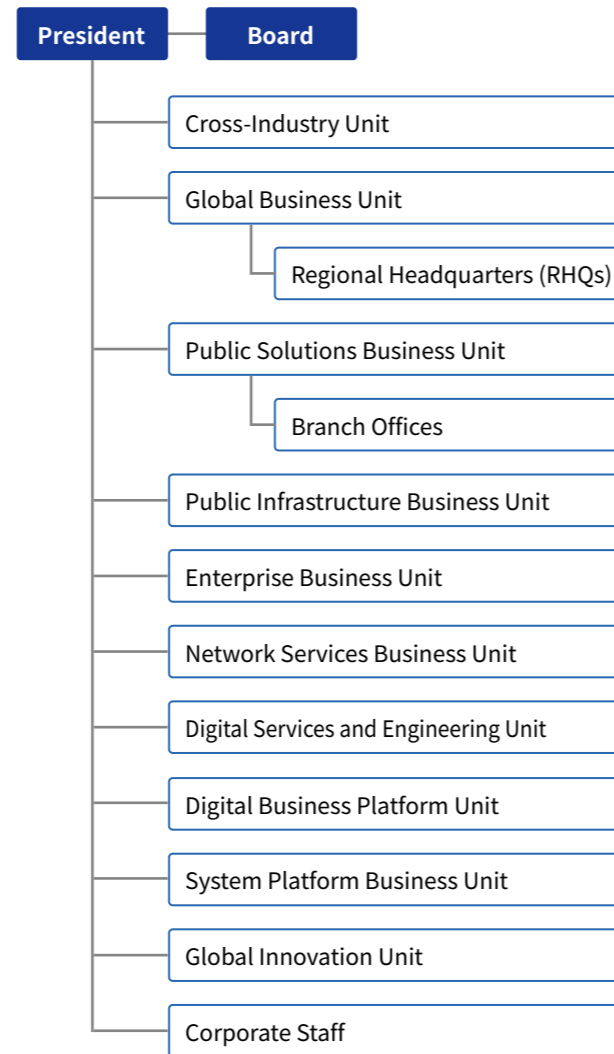 President
Board
Cross-Industry Unit
Global Business Unit
Regional Headquarters (RHQs)
Public Solutions Business Unit
Branch Offices
Public Infrastructure Business Unit
Enterprise Business Unit
Network Services Business Unit
Digital Services and Engineering Unit
Digital Business Platform Unit
System Platform Business Unit
Global Innovation Unit
Corporate Staff